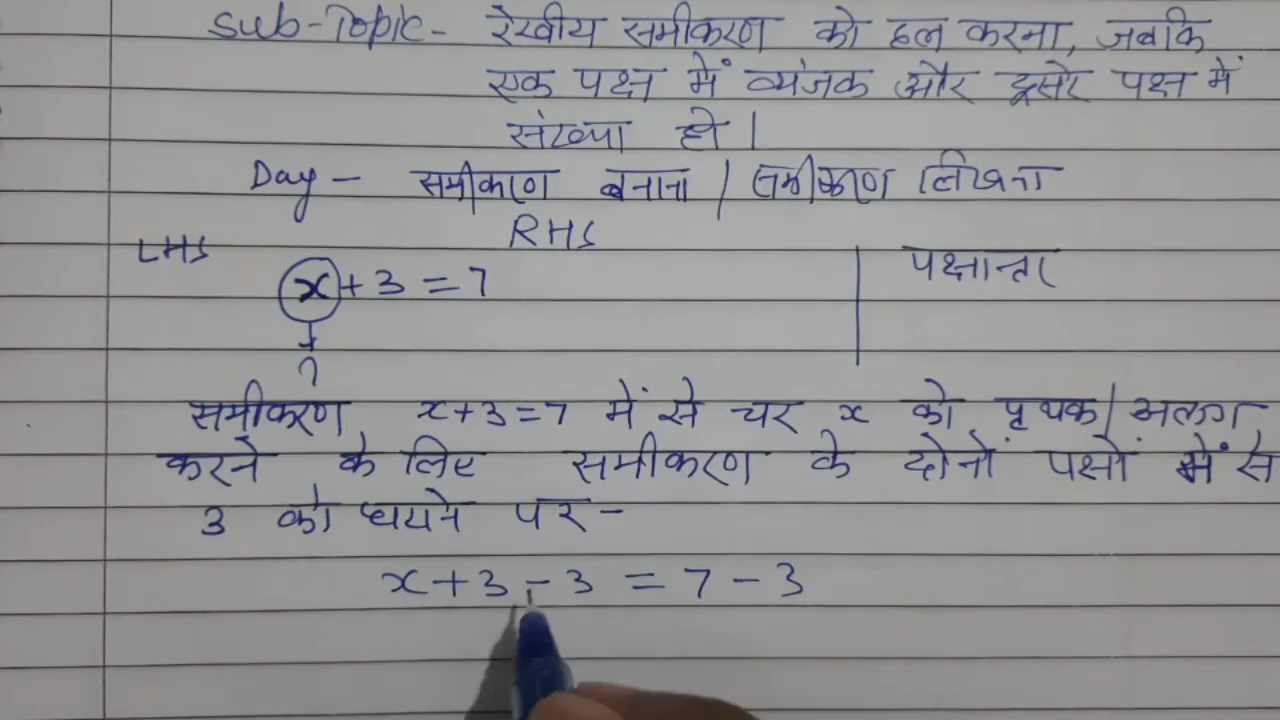 Sub-Topic- रेखीय समीकरण को हल करना, जबकि
एक पक्ष में व्यंजक और दूसरे पक्ष में
संख्या हो।
Day - समीकरण बनाना / समीकरण लिखना
LHS RHS
x + 3 = 7
पक्षान्तर
?
समीकरण x+3=7 में से चर x को पृथक/अलग
करने के लिए समीकरण के दोनों पक्षों में से
3 को घटाने पर -
x + 3 - 3 = 7 - 3